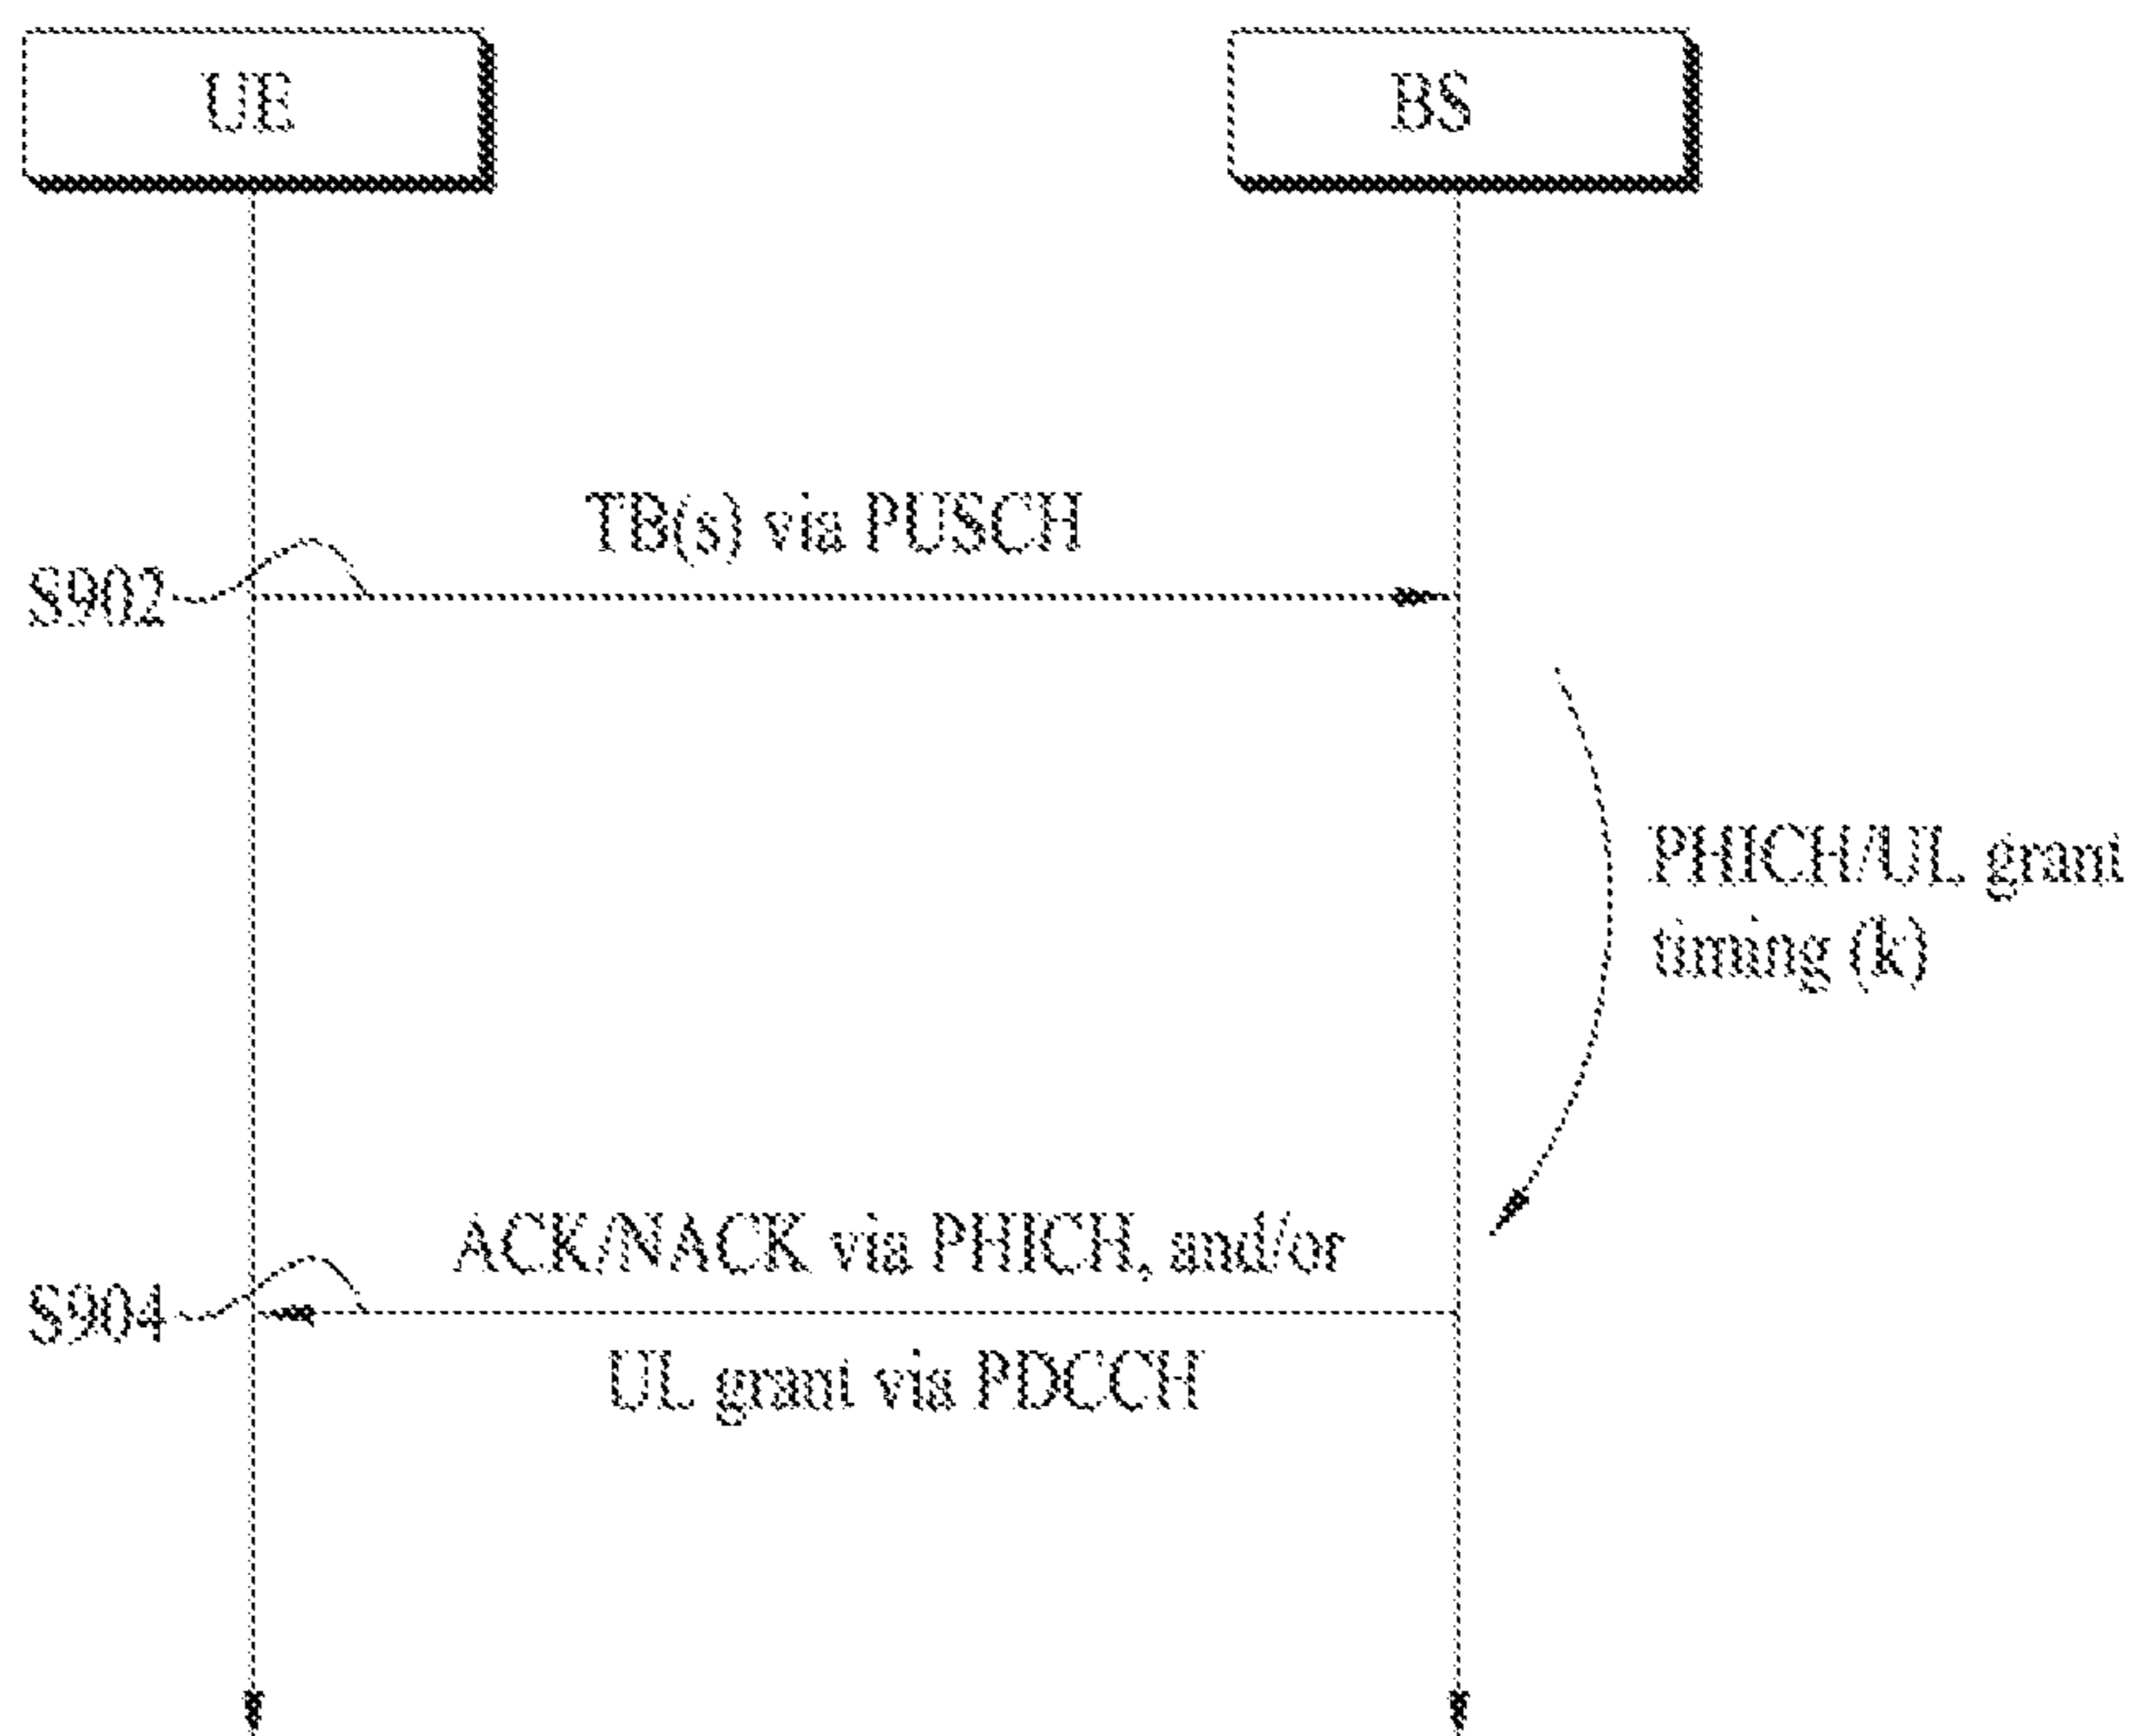 UE
BS
TB(s) via PUSCH
S902
PHICH/UL grant
timing (k)
ACK/NACK via PHICH, and/or
S904
UL grant via PDCCH